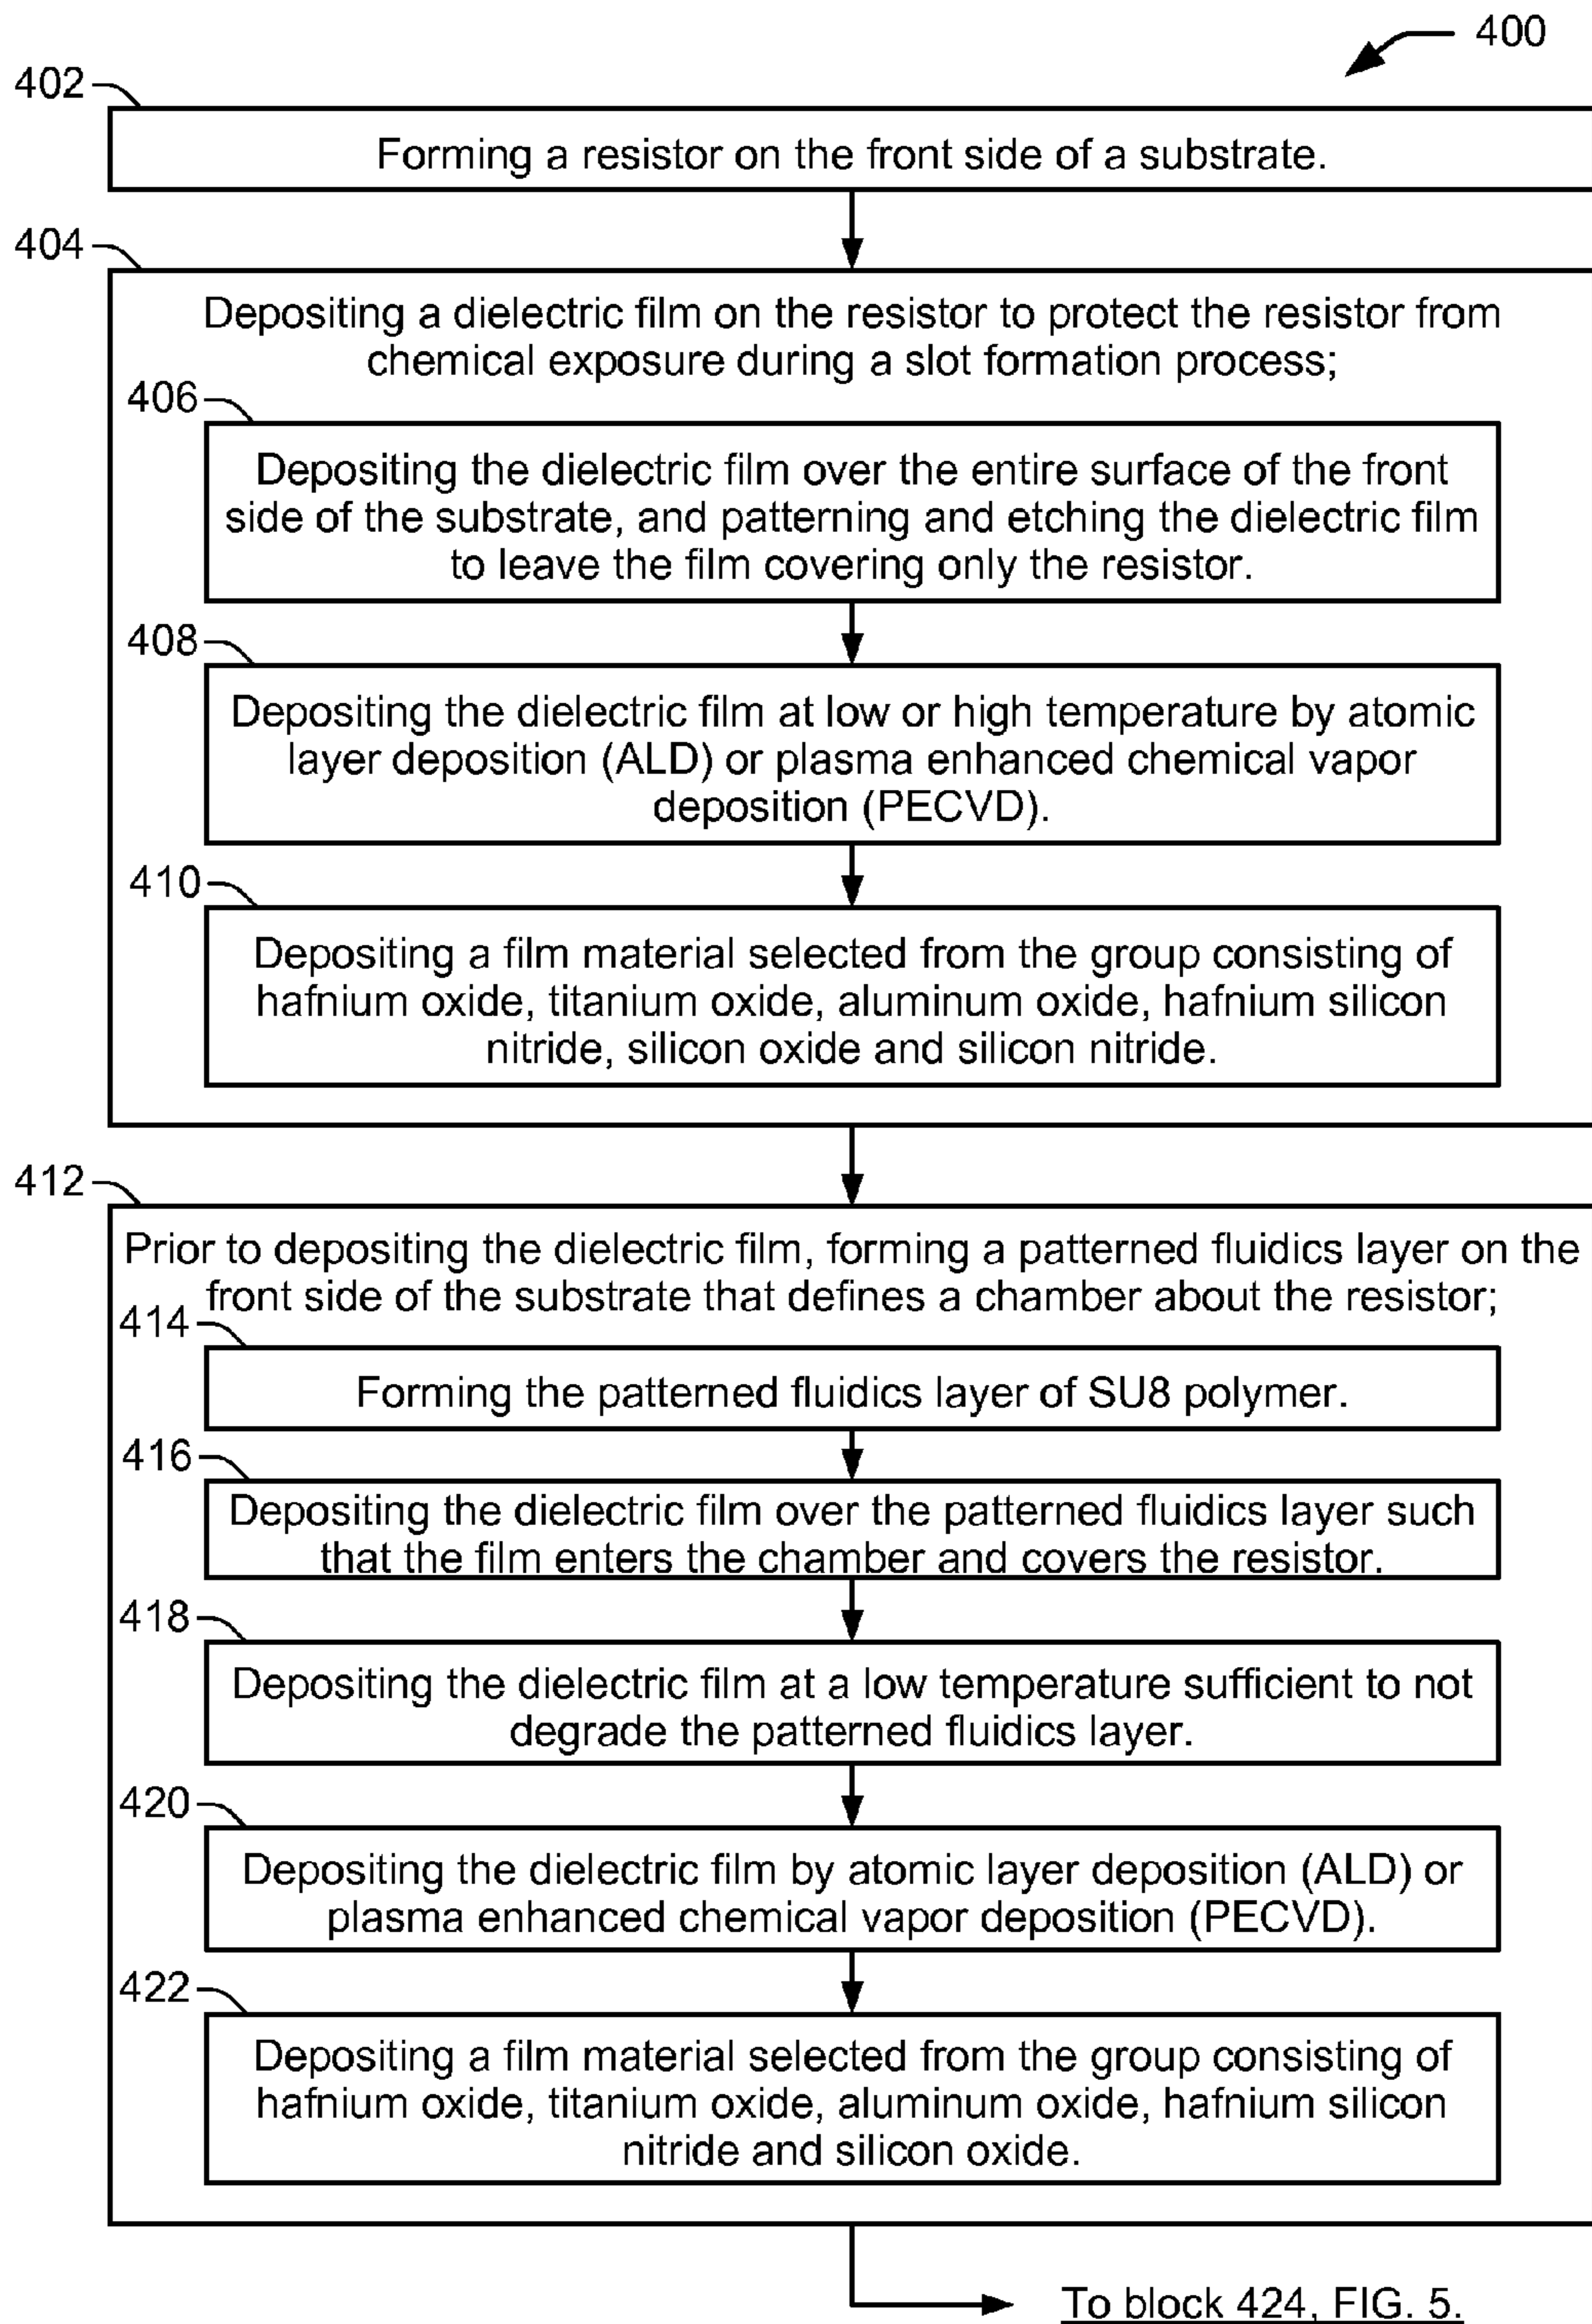 400
402
Forming a resistor on the front side of a substrate.
404
Depositing a dielectric film on the resistor to protect the resistor from
chemical exposure during a slot formation process;
406
Depositing the dielectric film over the entire surface of the front
side of the substrate, and patterning and etching the dielectric film
to leave the film covering only the resistor.
408
Depositing the dielectric film at low or high temperature by atomic
layer deposition (ALD) or plasma enhanced chemical vapor
deposition (PECVD).
410
Depositing a film material selected from the group consisting of
hafnium oxide, titanium oxide, aluminum oxide, hafnium silicon
nitride, silicon oxide and silicon nitride.
412
Prior to depositing the dielectric film, forming a patterned fluidics layer on the
front side of the substrate that defines a chamber about the resistor;
414
Forming the patterned fluidics layer of SU8 polymer.
416
Depositing the dielectric film over the patterned fluidics layer such
that the film enters the chamber and covers the resistor.
418
Depositing the dielectric film at a low temperature sufficient to not
degrade the patterned fluidics layer.
420
Depositing the dielectric film by atomic layer deposition (ALD) or
plasma enhanced chemical vapor deposition (PECVD).
422
Depositing a film material selected from the group consisting of
hafnium oxide, titanium oxide, aluminum oxide, hafnium silicon
nitride and silicon oxide.
To block 424, FIG. 5.